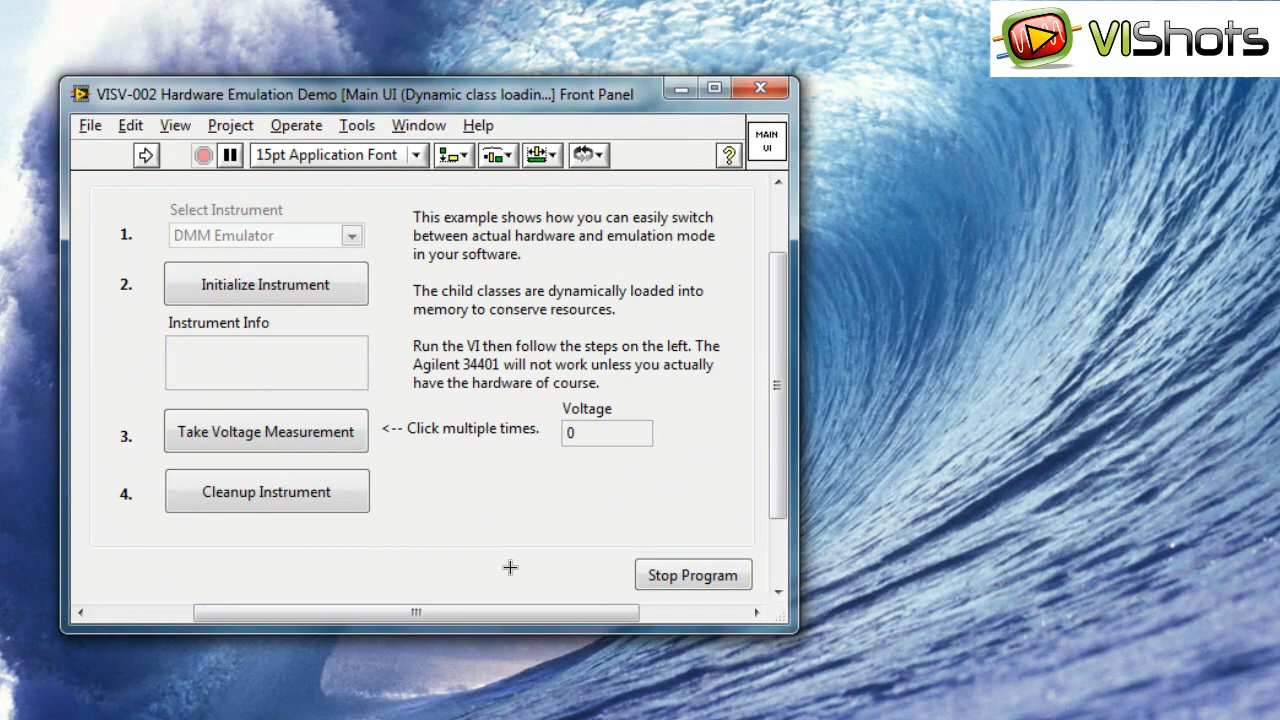 VIShots
VISV-002 Hardware Emulation Demo [Main UI (Dynamic class loadin...] Front Panel
File Edit View Project Operate Tools Window Help
15pt Application Font
?
MAIN
UI
Select Instrument
1. DMM Emulator
2. Initialize Instrument
Instrument Info
This example shows how you can easily switch
between actual hardware and emulation mode
in your software.
The child classes are dynamically loaded into
memory to conserve resources.
Run the VI then follow the steps on the left. The
Agilent 34401 will not work unless you actually
have the hardware of course.
Voltage
3. Take Voltage Measurement <-- Click multiple times. 0
4. Cleanup Instrument
Stop Program